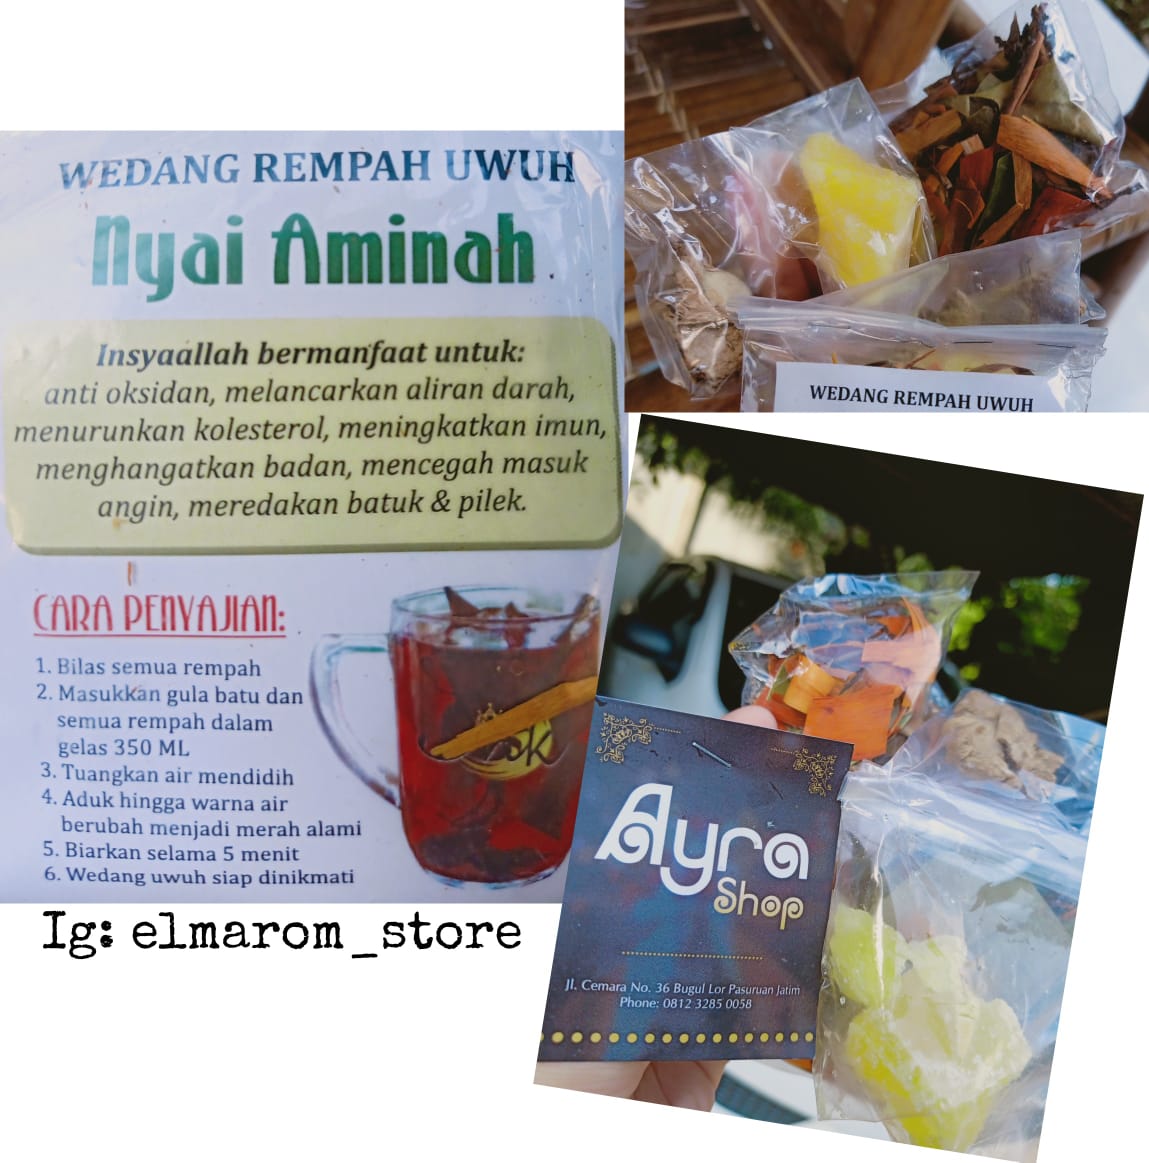 WEDANG REMPAH UWUH
Nyai Aminah
Insyaallah bermanfaat untuk:
anti oksidan, melancarkan aliran darah,
menurunkan kolesterol, meningkatkan imun,
menghangatkan badan, mencegah masuk
angin, meredakan batuk & pilek.
CARA PENYAJIAN:
1. Bilas semua rempah
2. Masukkan gula batu dan
semua rempah dalam
gelas 350 ML
3. Tuangkan air mendidih
4. Aduk hingga warna air
berubah menjadi merah alami
5. Biarkan selama 5 menit
6. Wedang uwuh siap dinikmati
Ig: elmarom_store
WEDANG REMPAH UWUH
Ayra
Shop
Jl. Cemara No. 36 Bugul Lor Pasuruan Jatim
Phone: 0812 3285 0058